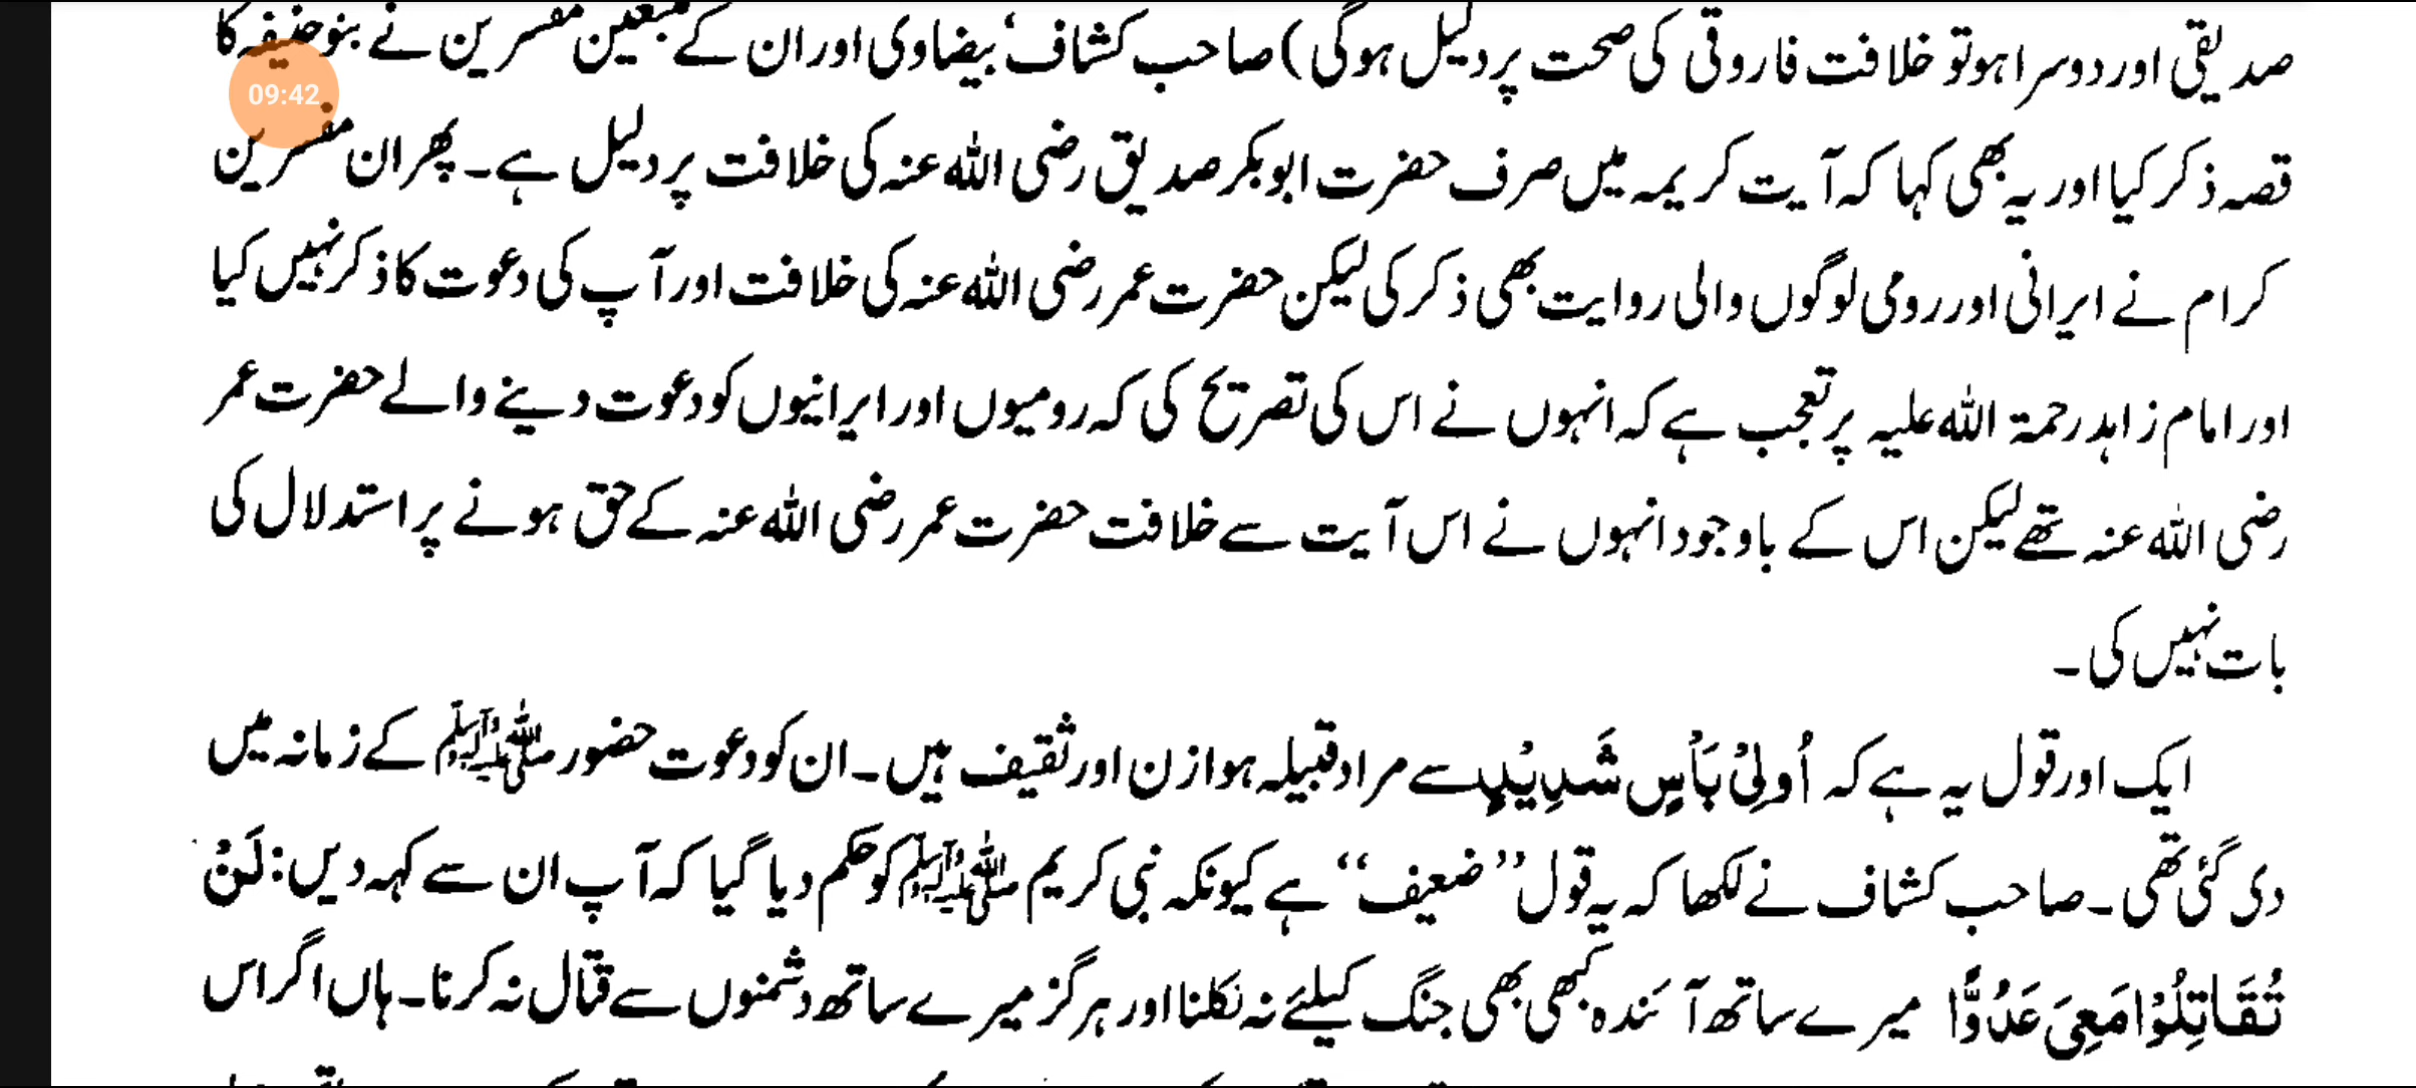 صدیقی اور دوسرا ہو تو خلافت فاروقی کی صحت پر دلیل ہوگی) صاحب کشاف‘ بیضاوی اور ان کے متبعین مفسرین نے بنو حنیفہ کا
09:42
قصہ ذکر کیا اور یہ بھی کہا کہ آیت کریمہ میں صرف حضرت ابوبکر صدیق رضی اللہ عنہ کی خلافت پر دلیل ہے۔ پھر ان مفسرین
کرام نے ایرانی اور رومی لوگوں والی روایت بھی ذکر کی لیکن حضرت عمر رضی اللہ عنہ کی خلافت اور آپ کی دعوت کا ذکر نہیں کیا
اور امام زاہد رحمۃ اللہ علیہ پر تعجب ہے کہ انہوں نے اس کی تصریح کی کہ رومیوں اور ایرانیوں کو دعوت دینے والے حضرت عمر
رضی اللہ عنہ تھے لیکن اس کے باوجود انہوں نے اس آیت سے خلافت حضرت عمر رضی اللہ عنہ کے حق ہونے پر استدلال کی
بات نہیں کی۔
ایک اور قول یہ ہے کہ اُولِیْ بَاْسٍ شَدِیْدٍ سے مراد قبیلہ ہوازن اور ثقیف ہیں۔ ان کو دعوت حضور ﷺ کے زمانہ میں
دی گئی تھی۔ صاحب کشاف نے لکھا کہ یہ قول ’’ضعیف‘‘ ہے کیونکہ نبی کریم ﷺ کو حکم دیا گیا کہ آپ ان سے کہہ دیں: لَنْ
تُقَاتِلُوْا مَعِیَ عَدُوًّا میرے ساتھ آئندہ کبھی بھی جنگ کیلئے نہ نکلنا اور ہرگز میرے ساتھ دشمنوں سے قتال نہ کرنا۔ ہاں اگر اس